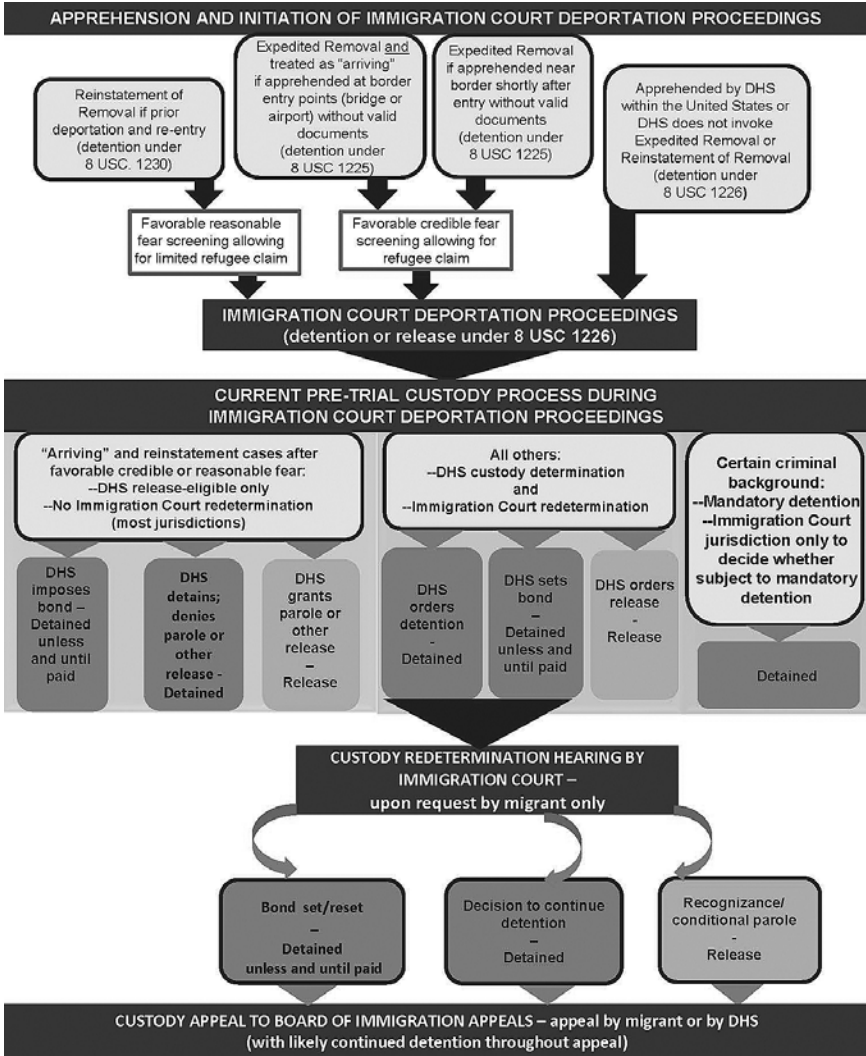 APPREHENSION AND INITIATION OF IMMIGRATION COURT DEPORTATION PROCEEDINGS
Reinstatement of
Removal if prior
deportation and re-entry
(detention under
8 USC. 1230)
Expedited Removal and
treated as “arriving”
if apprehended at border
entry points (bridge or
airport) without valid
documents
(detention under
8 USC 1225)
Expedited Removal
if apprehended near
border shortly after
entry without valid
documents
(detention under
8 USC 1225)
Apprehended by DHS
within the United States or
DHS does not invoke
Expedited Removal or
Reinstatement of Removal
(detention under
8 USC 1226)
Favorable reasonable
fear screening allowing
for limited refugee claim
Favorable credible fear
screening allowing for
refugee claim
IMMIGRATION COURT DEPORTATION PROCEEDINGS
(detention or release under 8 USC 1226)
CURRENT PRE-TRIAL CUSTODY PROCESS DURING
IMMIGRATION COURT DEPORTATION PROCEEDINGS
“Arriving” and reinstatement cases after
favorable credible or reasonable fear:
--DHS release-eligible only
--No Immigration Court redetermination
(most jurisdictions)
All others:
--DHS custody determination
and
--Immigration Court redetermination
Certain criminal
background:
--Mandatory detention
--Immigration Court
jurisdiction only to
decide whether
subject to mandatory
detention
DHS
imposes
bond –
Detained
unless
and until
paid
DHS
detains;
denies
parole or
other
release -
Detained
DHS
grants
parole or
other
release
–
Release
DHS
orders
detention
-
Detained
DHS sets
bond
–
Detained
unless and
until paid
DHS orders
release
-
Release
Detained
CUSTODY REDETERMINATION HEARING BY
IMMIGRATION COURT –
upon request by migrant only
Bond set/reset
–
Detained
unless and until paid
Decision to continue
detention
–
Detained
Recognizance/
conditional parole
-
Release
CUSTODY APPEAL TO BOARD OF IMMIGRATION APPEALS – appeal by migrant or by DHS
(with likely continued detention throughout appeal)